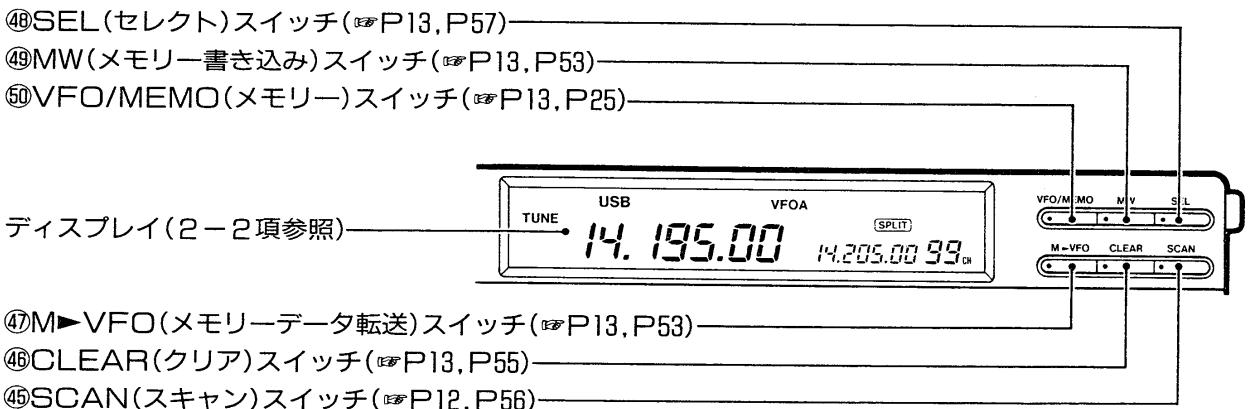 ㊽SEL(セレクト)スイッチ(☞P13,P57)
㊾MW(メモリー書き込み)スイッチ(☞P13,P53)
㊿VFO/MEMO(メモリー)スイッチ(☞P13,P25)
VFO/MEMO MW SEL
USB VFOA
TUNE SPLIT
ディスプレイ(2-2項参照)
14.195.00 14.205.00 99CH
M►VFO CLEAR SCAN
㊼M►VFO(メモリーデータ転送)スイッチ(☞P13,P53)
㊻CLEAR(クリア)スイッチ(☞P13,P55)
㊺SCAN(スキャン)スイッチ(☞P12,P56)